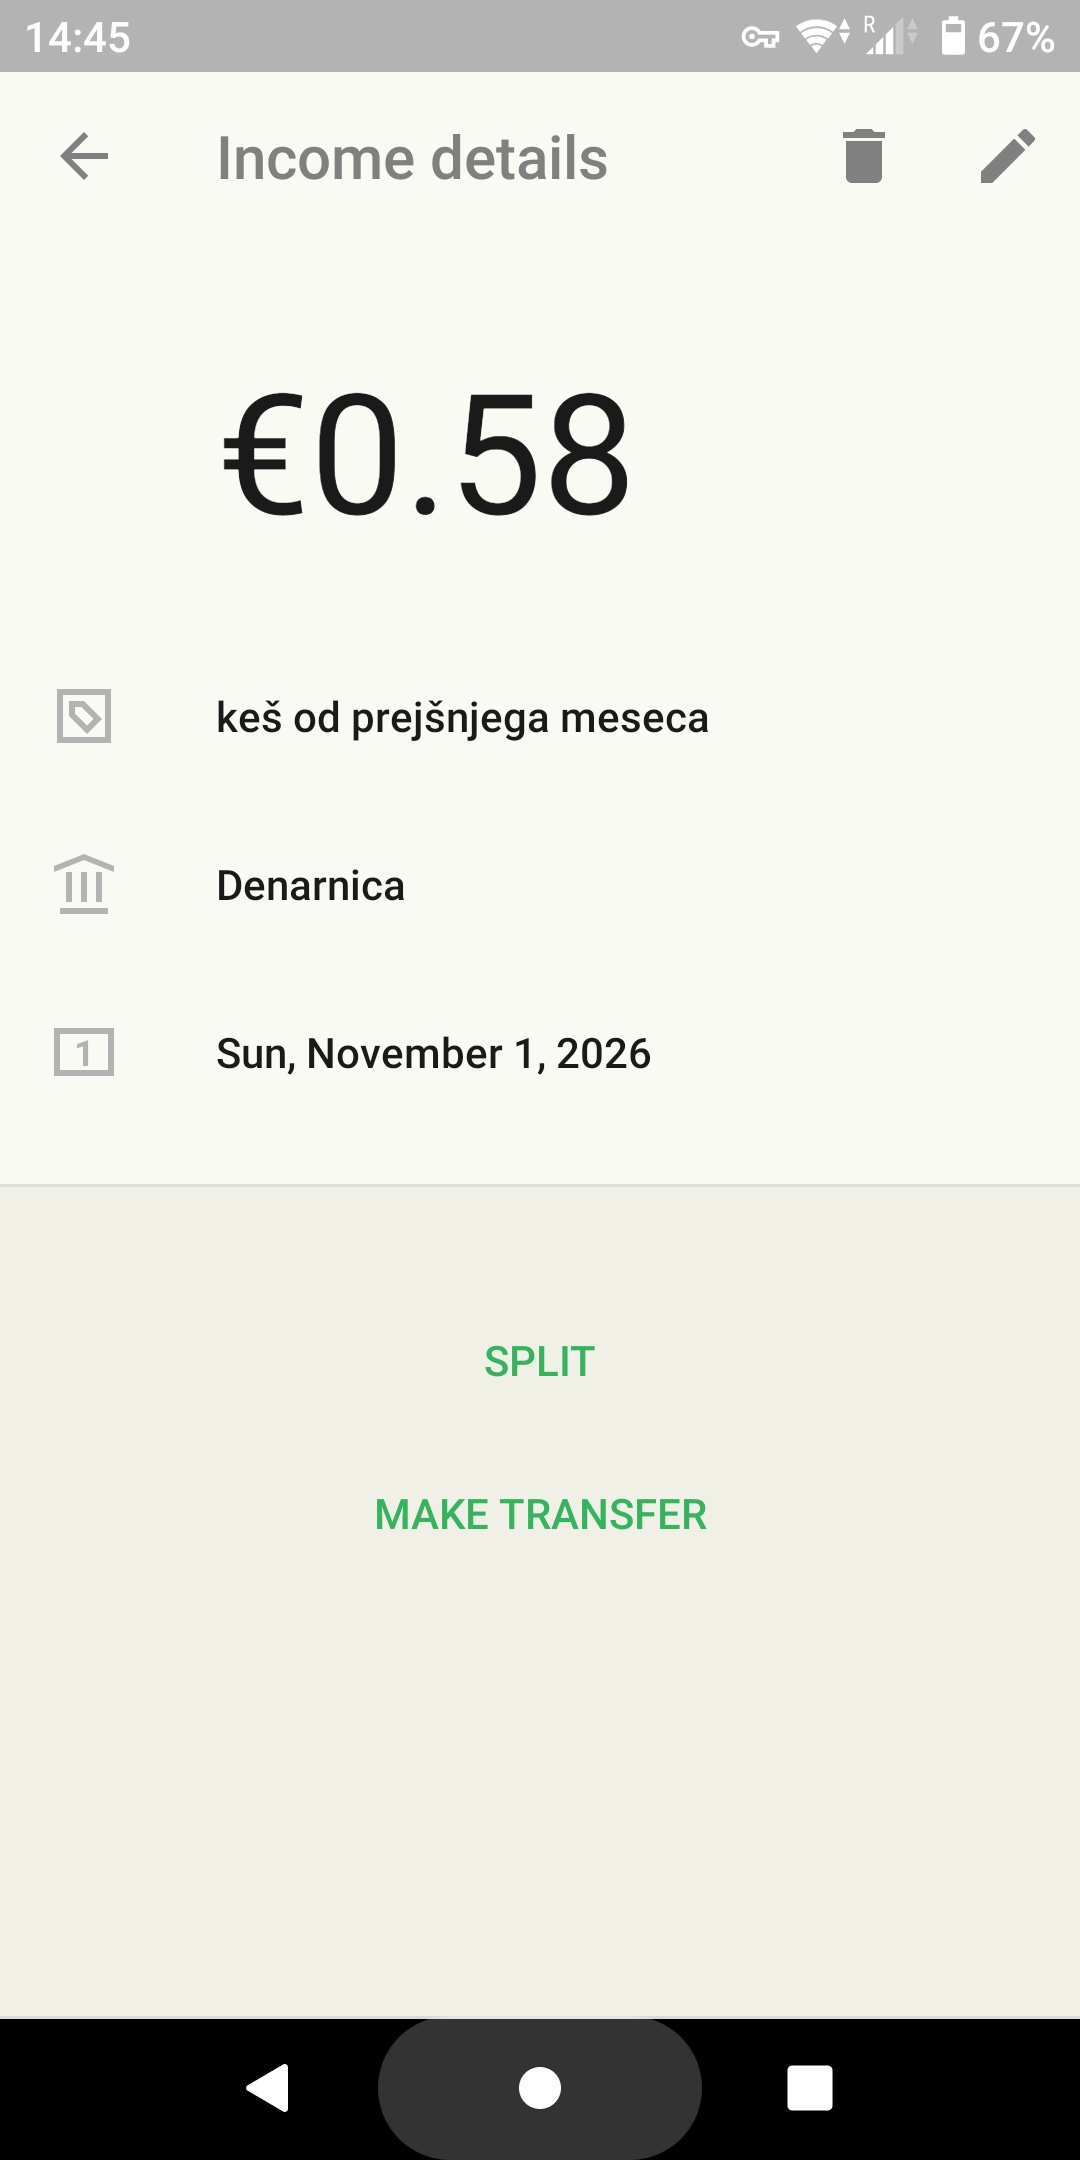 14:45
R
67%
Income details
€0.58
keš od prejšnjega meseca
Denarnica
1
Sun, November 1, 2026
SPLIT
MAKE TRANSFER